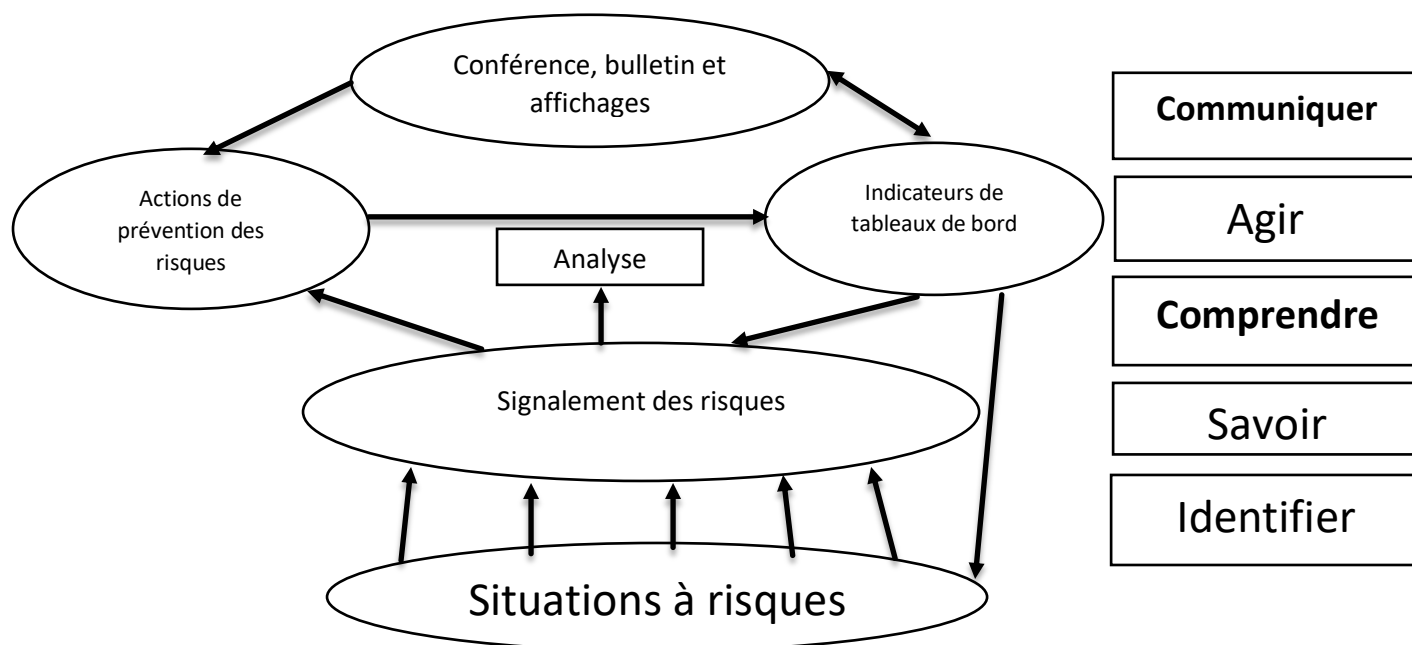 Conférence, bulletin et
affichages
Communiquer
Actions de
prévention des
risques
Indicateurs de
tableaux de bord
Agir
Analyse
Comprendre
Signalement des risques
Savoir
Identifier
Situations à risques